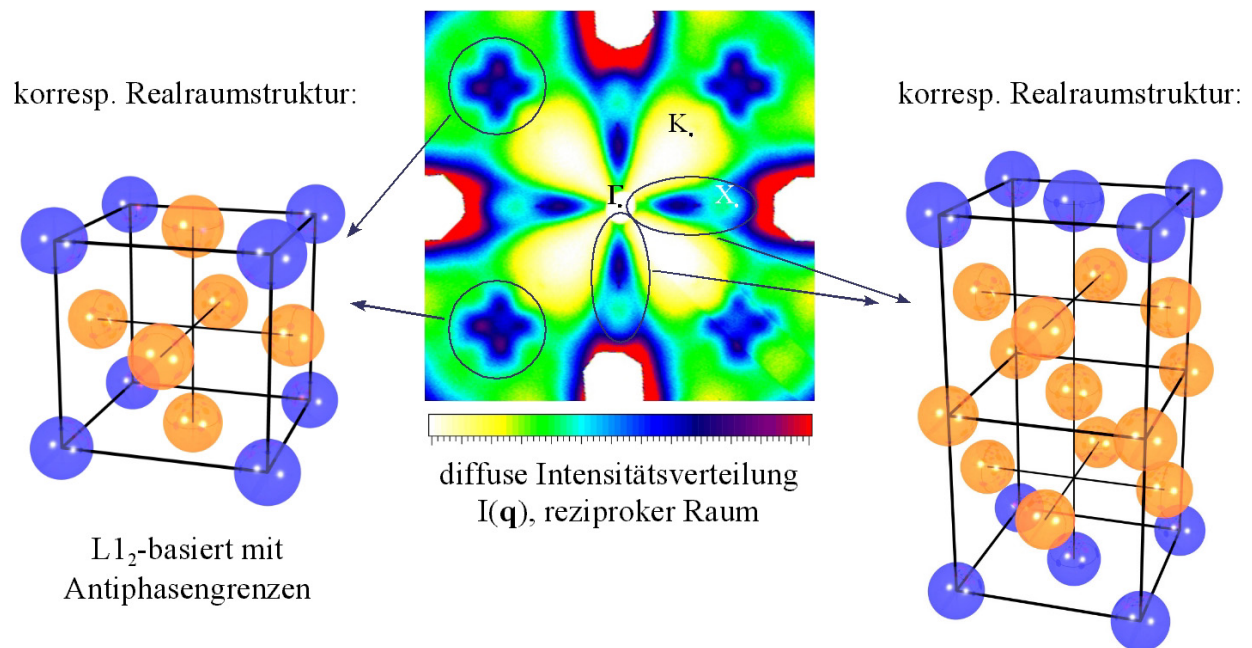 korresp. Realraumstruktur:
korresp. Realraumstruktur:
K
Γ
X
diffuse Intensitätsverteilung
I(q), reziproker Raum
L1₂-basiert mit
Antiphasengrenzen